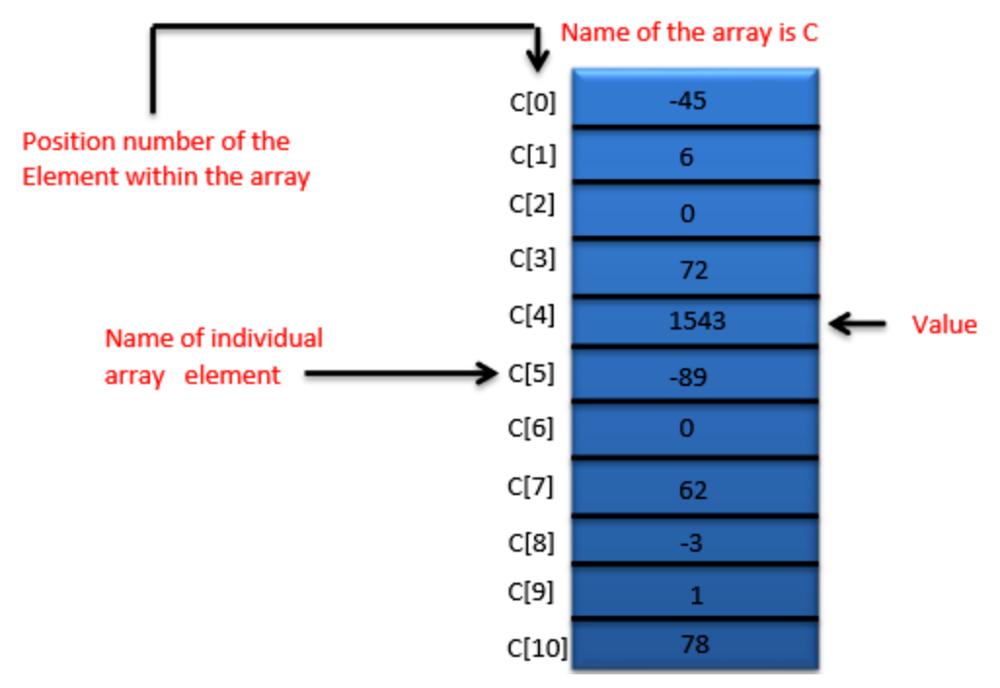 Name of the array is C
Position number of the
Element within the array
C[0] -45
C[1] 6
C[2] 0
C[3] 72
C[4] 1543
Value
Name of individual
array element
C[5] -89
C[6] 0
C[7] 62
C[8] -3
C[9] 1
C[10] 78